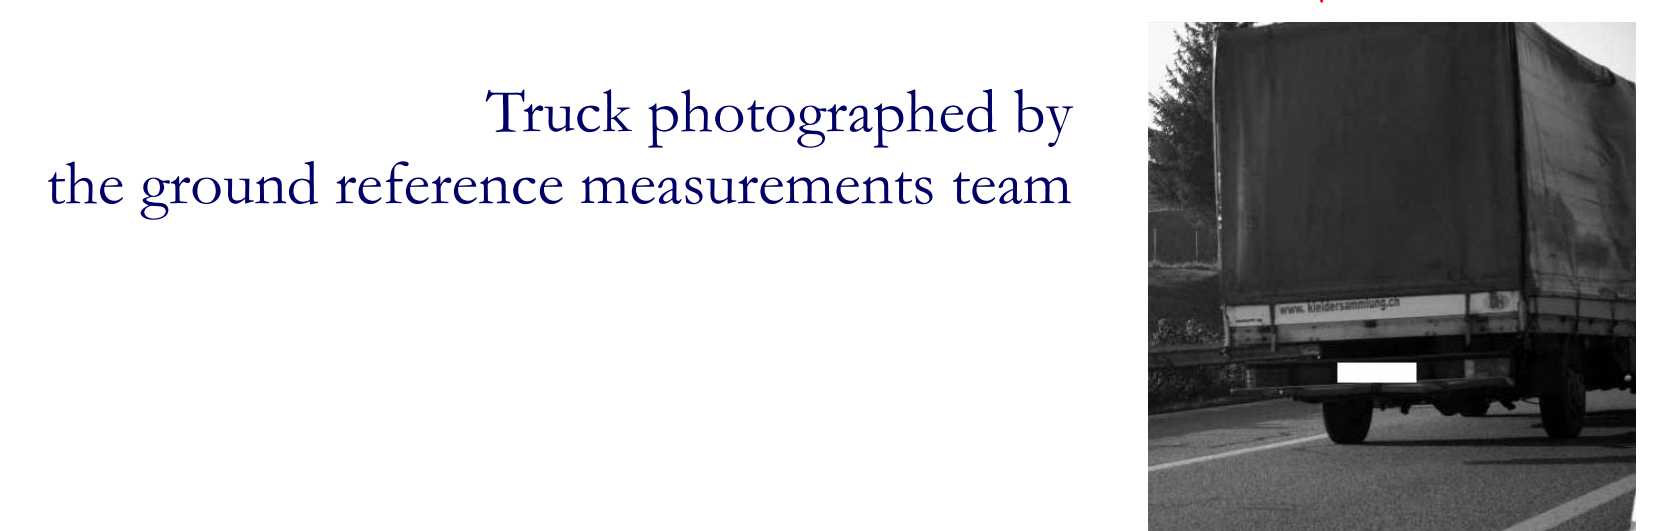 Truck photographed by
the ground reference measurements team
www. kleidersammlung.ch